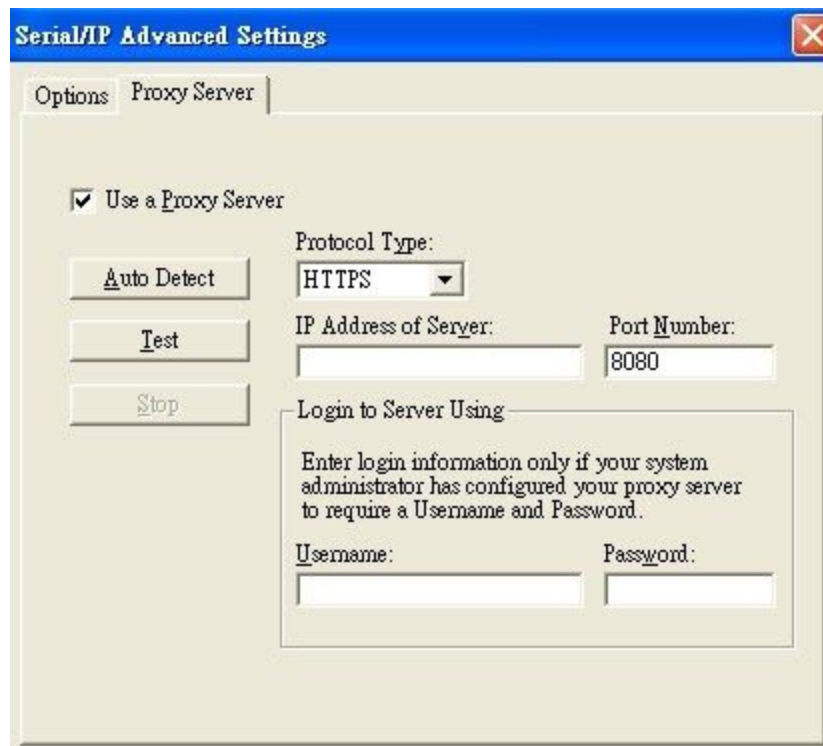 Serial/IP Advanced Settings
Options Proxy Server
Use a Proxy Server
Protocol Type:
Auto Detect
HTTPS
IP Address of Server: Port Number:
Test
8080
Stop
Login to Server Using
Enter login information only if your system
administrator has configured your proxy server
to require a Username and Password.
Username: Password: